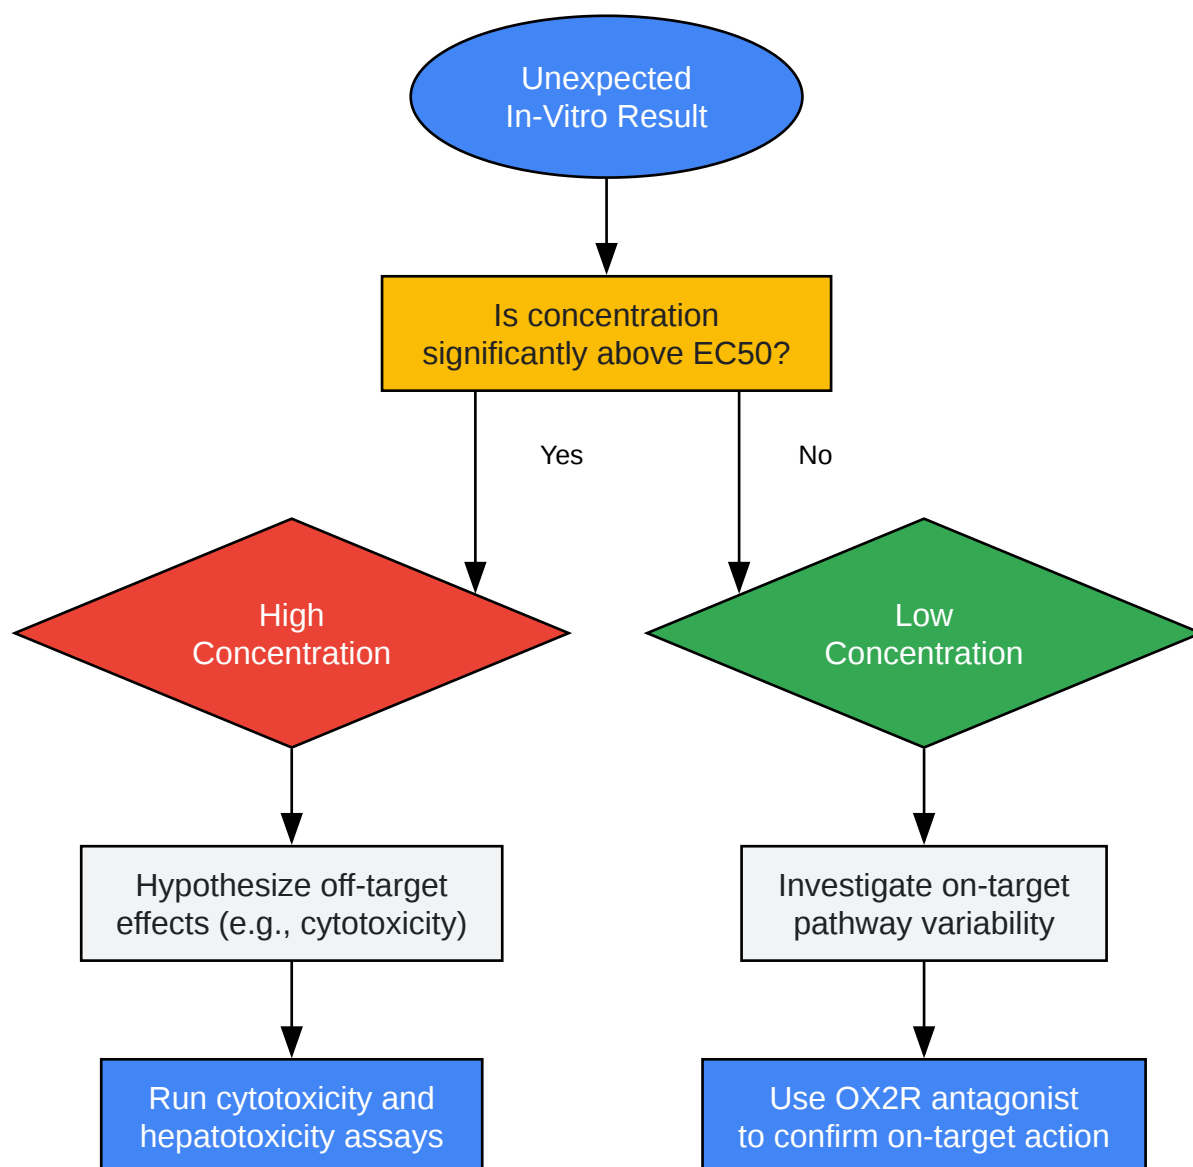 Unexpected
In-Vitro Result
Is concentration
significantly above EC50?
Yes
No
High
Concentration
Low
Concentration
Hypothesize off-target
effects (e.g., cytotoxicity)
Investigate on-target
pathway variability
Run cytotoxicity and
hepatotoxicity assays
Use OX2R antagonist
to confirm on-target action